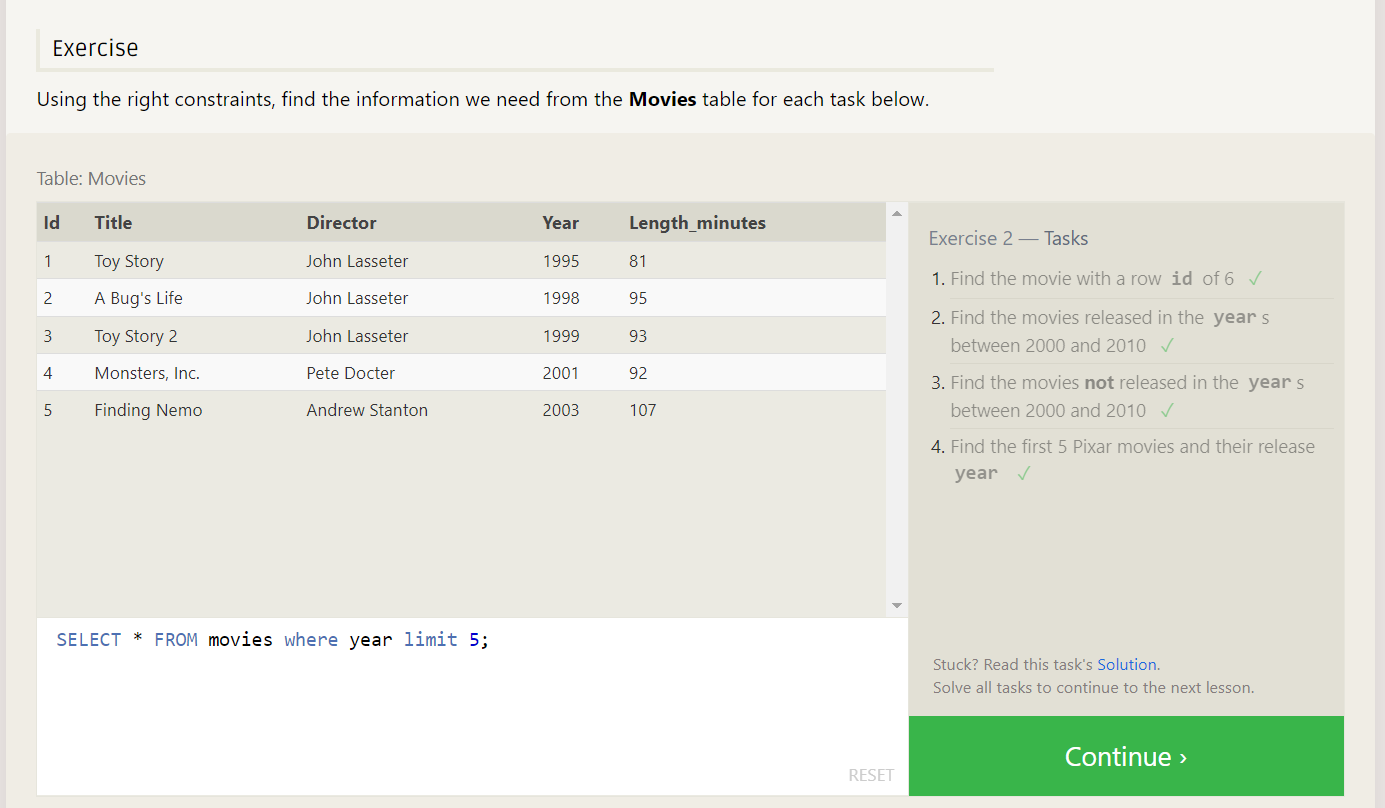 Exercise
Using the right constraints, find the information we need from the Movies table for each task below.
Table: Movies
Id Title Director Year Length_minutes
1 Toy Story John Lasseter 1995 81
2 A Bug's Life John Lasseter 1998 95
3 Toy Story 2 John Lasseter 1999 93
4 Monsters, Inc. Pete Docter 2001 92
5 Finding Nemo Andrew Stanton 2003 107
SELECT * FROM movies where year limit 5;
RESET
Exercise 2 — Tasks
1. Find the movie with a row id of 6 ✓
2. Find the movies released in the year s
between 2000 and 2010 ✓
3. Find the movies not released in the year s
between 2000 and 2010 ✓
4. Find the first 5 Pixar movies and their release
year ✓
Stuck? Read this task's Solution.
Solve all tasks to continue to the next lesson.
Continue ›